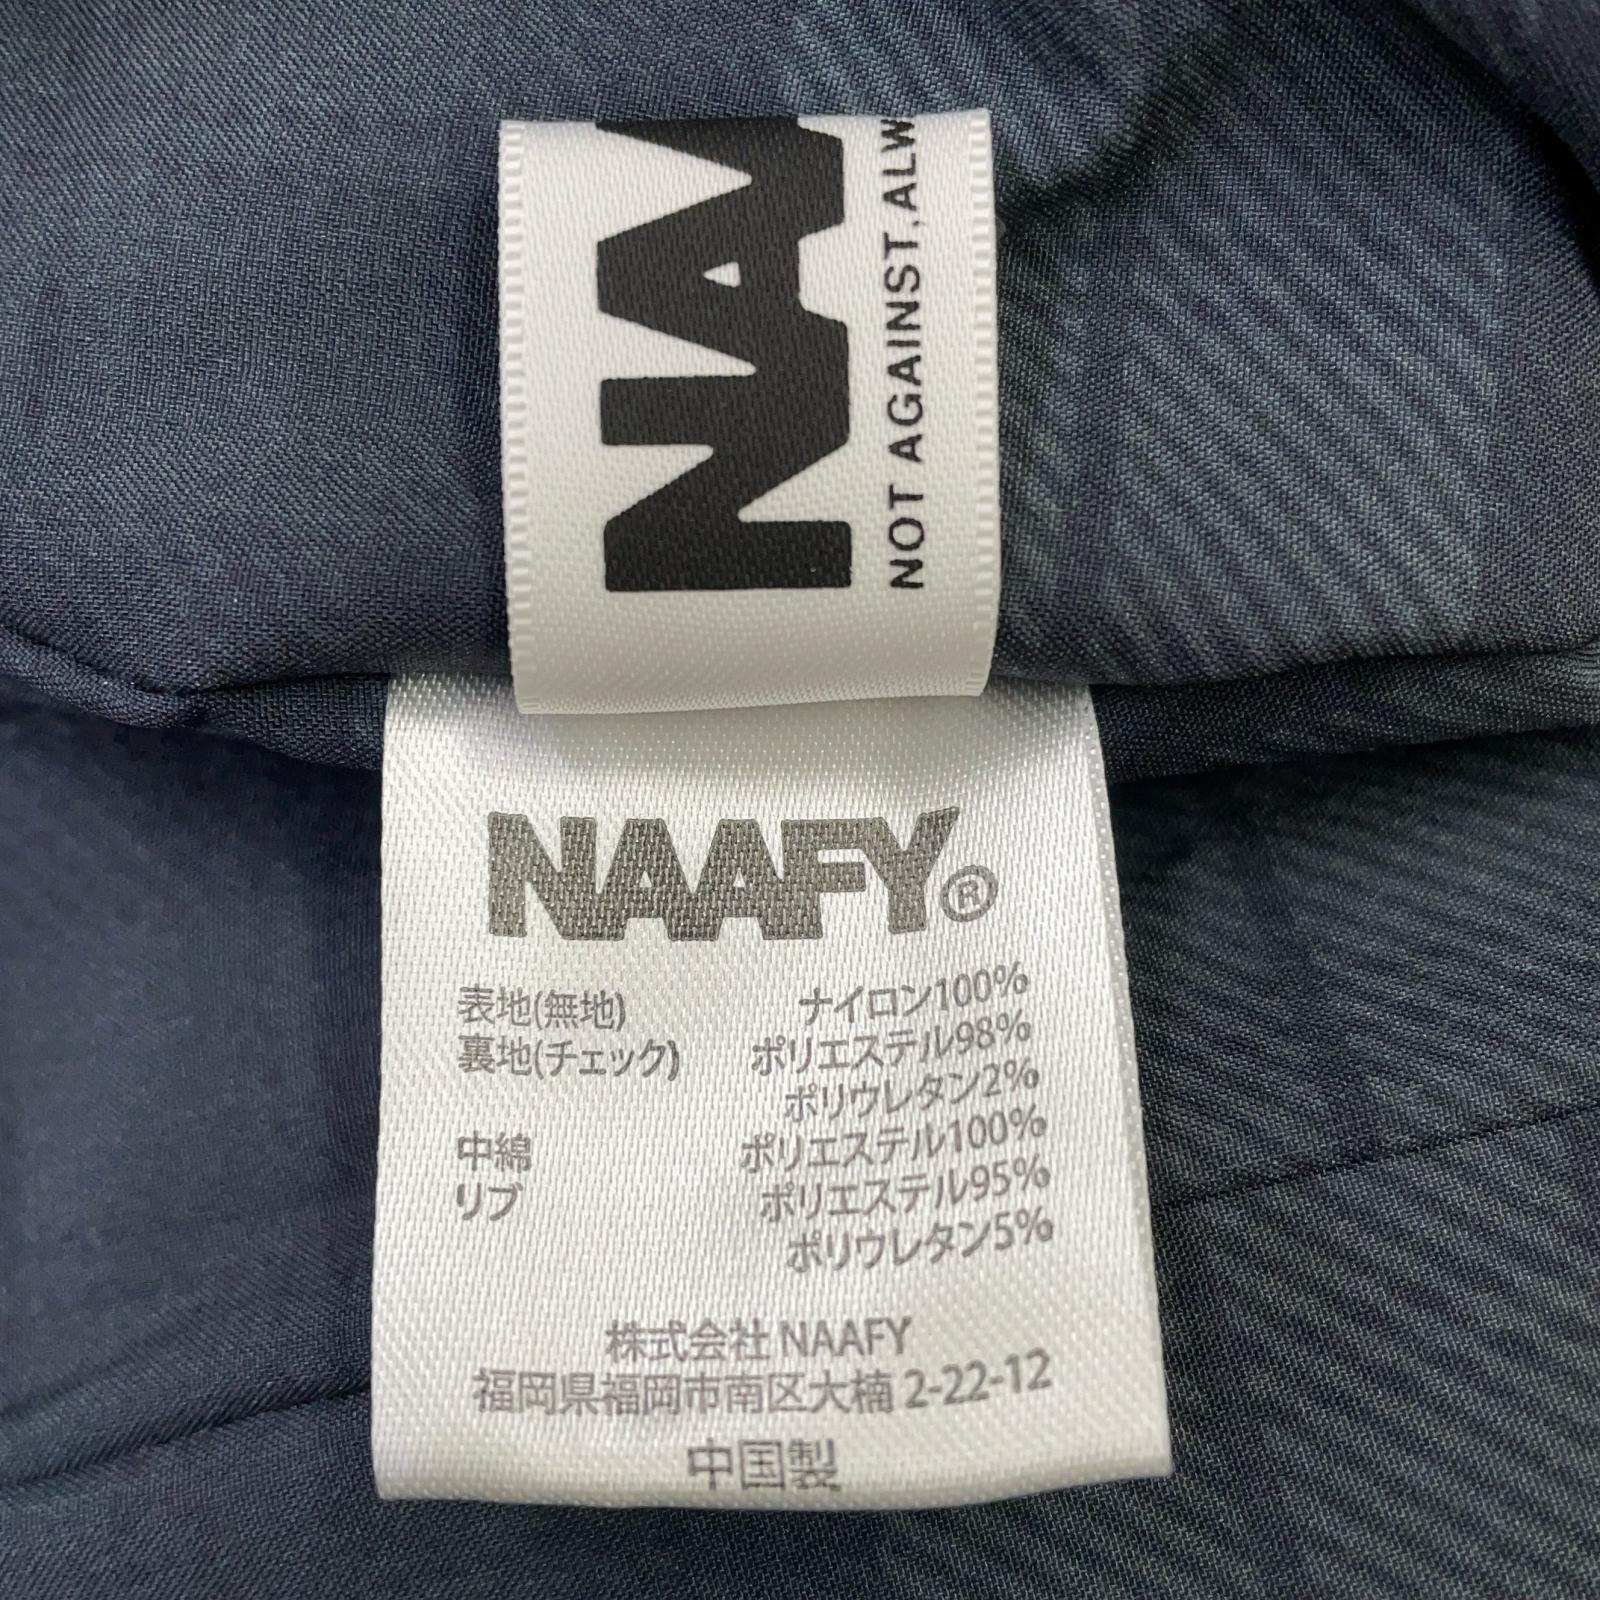 NAA
NOT AGAINST, ALW
NAAFY®
表地(無地) ナイロン100%
裏地(チェック) ポリエステル98%
ポリウレタン2%
中綿 ポリエステル100%
リブ ポリエステル95%
ポリウレタン5%
株式会社 NAAFY
福岡県福岡市南区大楠 2-22-12
中国製